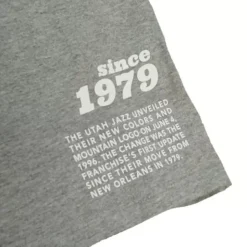 since
1979
THE UTAH JAZZ UNVEILED
THEIR NEW COLORS AND
MOUNTAIN LOGO ON JUNE 4,
1996. THE CHANGE WAS THE
FRANCHISE'S FIRST UPDATE
SINCE THEIR MOVE FROM
NEW ORLEANS IN 1979.